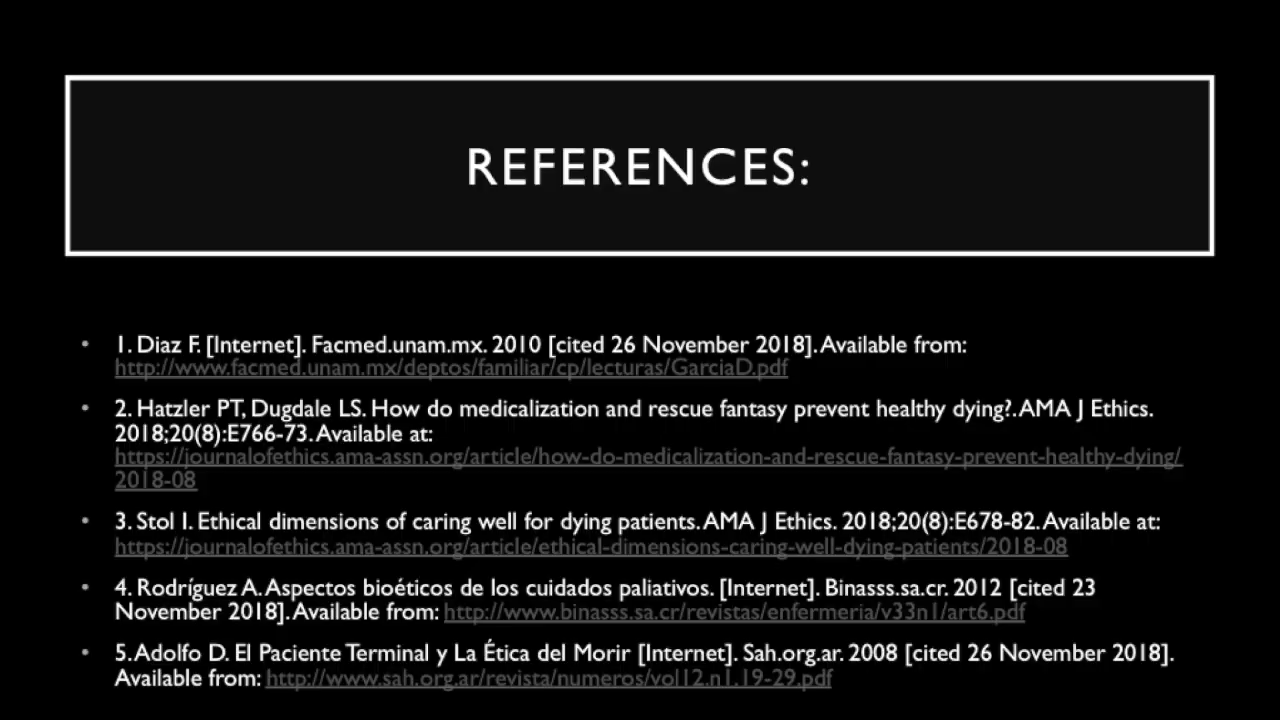 REFERENCES:
• 1. Diaz F. [Internet]. Facmed.unam.mx. 2010 [cited 26 November 2018]. Available from:
http://www.facmed.unam.mx/deptos/familiar/cp/lecturas/GarciaD.pdf
• 2. Hatzler PT, Dugdale LS. How do medicalization and rescue fantasy prevent healthy dying?. AMA J Ethics.
2018;20(8):E766-73. Available at:
https://journalofethics.ama-assn.org/article/how-do-medicalization-and-rescue-fantasy-prevent-healthy-dying/
2018-08
• 3. Stol I. Ethical dimensions of caring well for dying patients. AMA J Ethics. 2018;20(8):E678-82. Available at:
https://journalofethics.ama-assn.org/article/ethical-dimensions-caring-well-dying-patients/2018-08
• 4. Rodríguez A. Aspectos bioéticos de los cuidados paliativos. [Internet]. Binasss.sa.cr. 2012 [cited 23
November 2018]. Available from: http://www.binasss.sa.cr/revistas/enfermeria/v33n1/art6.pdf
• 5. Adolfo D. El Paciente Terminal y La Ética del Morir [Internet]. Sah.org.ar. 2008 [cited 26 November 2018].
Available from: http://www.sah.org.ar/revista/numeros/vol12.n1.19-29.pdf